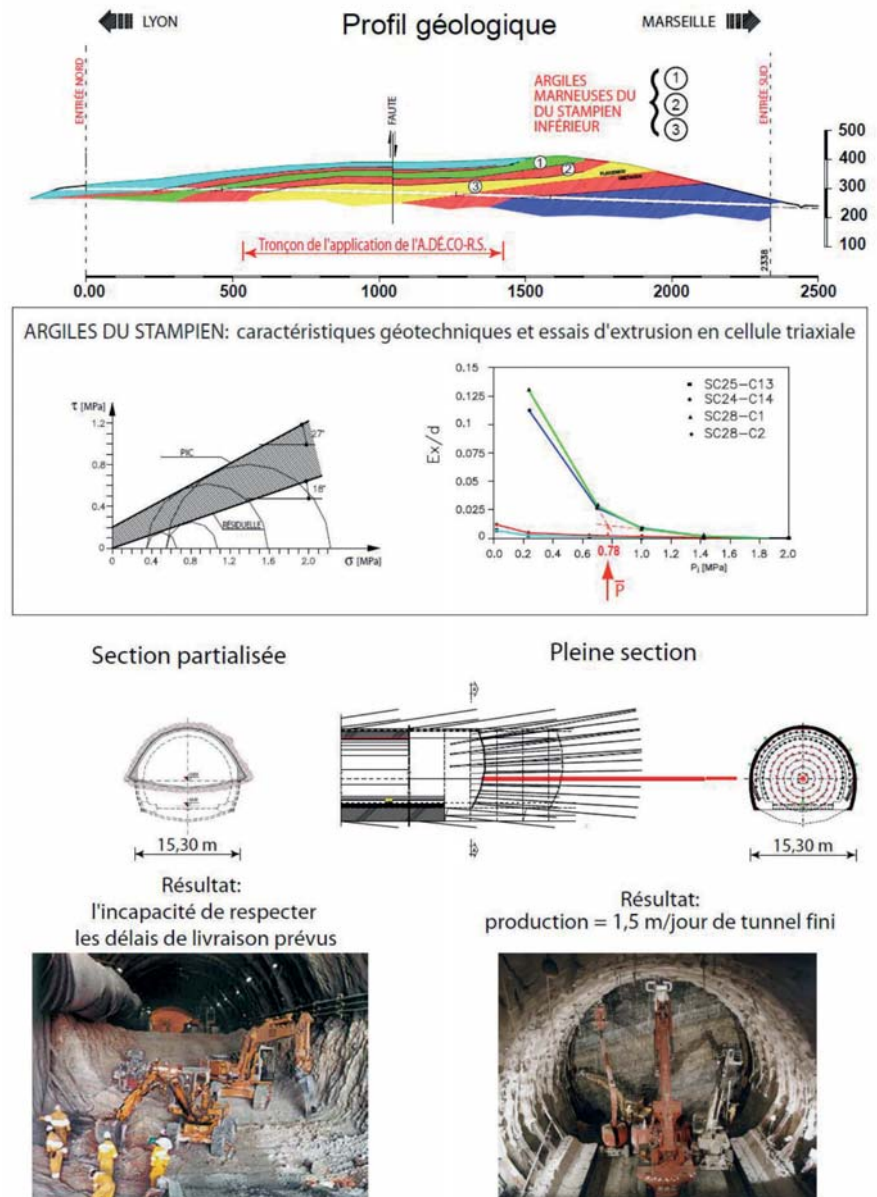 LYON
Profil géologique
MARSEILLE
ENTRÉE NORD
FAUTE
ARGILES
MARNEUSES DU
DU STAMPIEN
INFÉRIEUR
1
2
3
ENTRÉE SUD
500
400
300
200
100
1
2
3
Tronçon de l'application de l'A.DÉ.CO-R.S.
2338
0.00 500 1000 1500 2000 2500
ARGILES DU STAMPIEN: caractéristiques géotechniques et essais d'extrusion en cellule triaxiale
τ [MPa]
1.2
0.8
0.4
0
PIC
27°
18°
RÉSIDUELLE
0 0.4 0.8 1.2 1.6 2.0
σ [MPa]
Ex/d
0.15
0.125
0.1
0.075
0.05
0.025
0
SC25-C13
SC24-C14
SC28-C1
SC28-C2
0.0 0.2 0.4 0.6 0.78 1.0 1.2 1.4 1.6 1.8 2.0
Pi [MPa]
P̄
Section partialisée
Pleine section
15,30 m
15,30 m
Résultat:
l'incapacité de respecter
les délais de livraison prévus
Résultat:
production = 1,5 m/jour de tunnel fini